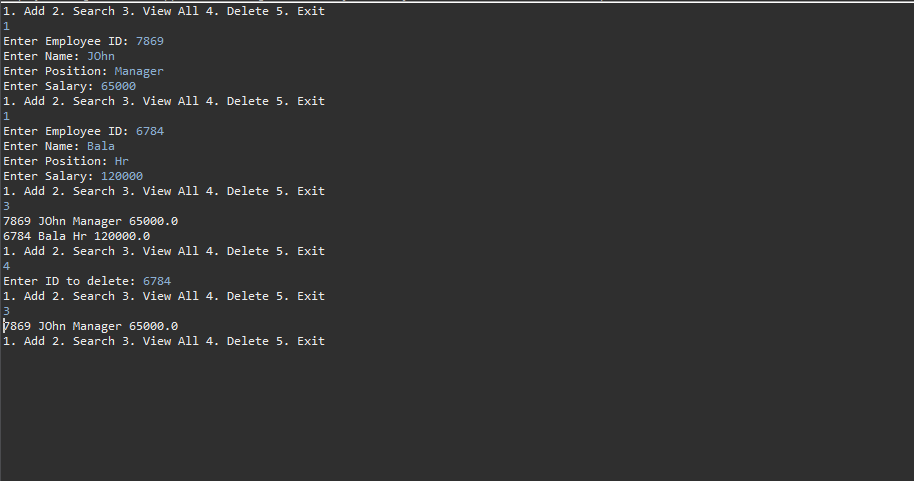 1. Add 2. Search 3. View All 4. Delete 5. Exit
1
Enter Employee ID: 7869
Enter Name: JOhn
Enter Position: Manager
Enter Salary: 65000
1. Add 2. Search 3. View All 4. Delete 5. Exit
1
Enter Employee ID: 6784
Enter Name: Bala
Enter Position: Hr
Enter Salary: 120000
1. Add 2. Search 3. View All 4. Delete 5. Exit
3
7869 JOhn Manager 65000.0
6784 Bala Hr 120000.0
1. Add 2. Search 3. View All 4. Delete 5. Exit
4
Enter ID to delete: 6784
1. Add 2. Search 3. View All 4. Delete 5. Exit
3
7869 JOhn Manager 65000.0
1. Add 2. Search 3. View All 4. Delete 5. Exit